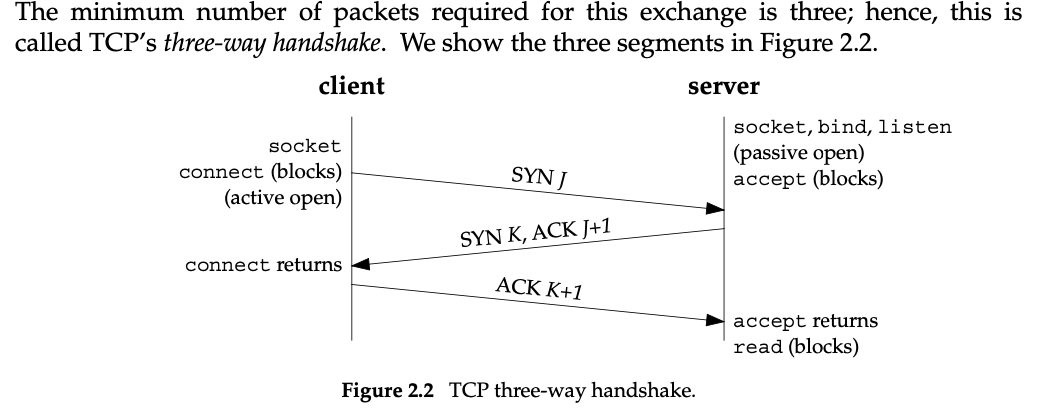 The minimum number of packets required for this exchange is three; hence, this is
called TCP's three-way handshake. We show the three segments in Figure 2.2.
client
server
socket, bind, listen
(passive open)
accept (blocks)
socket
connect (blocks)
(active open)
SYN J
SYN K, ACK J+1
connect returns
ACK K+1
accept returns
read (blocks)
Figure 2.2 TCP three-way handshake.